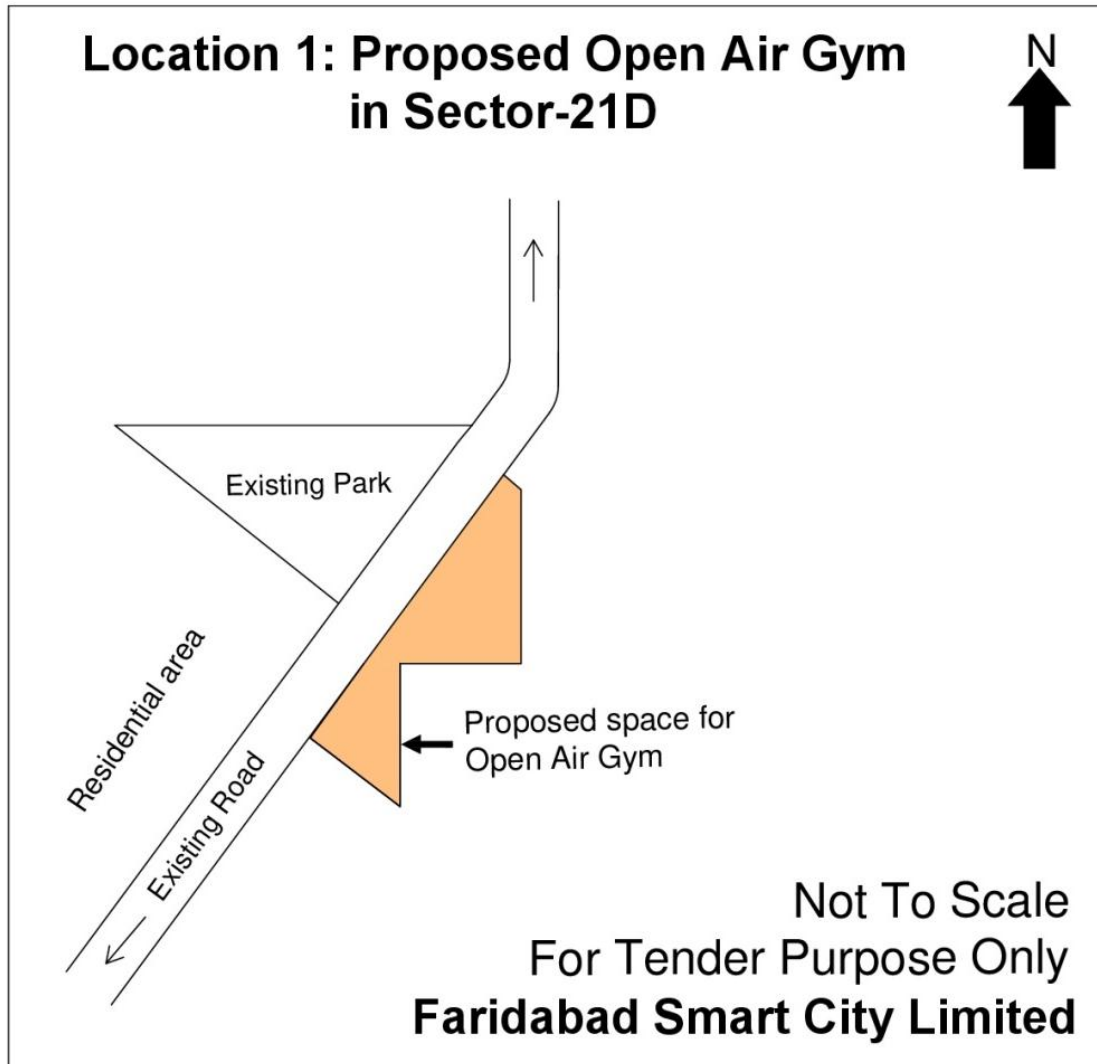 Location 1: Proposed Open Air Gym
in Sector-21D
N
Existing Park
Residential area
Existing Road
Proposed space for
Open Air Gym
Not To Scale
For Tender Purpose Only
Faridabad Smart City Limited